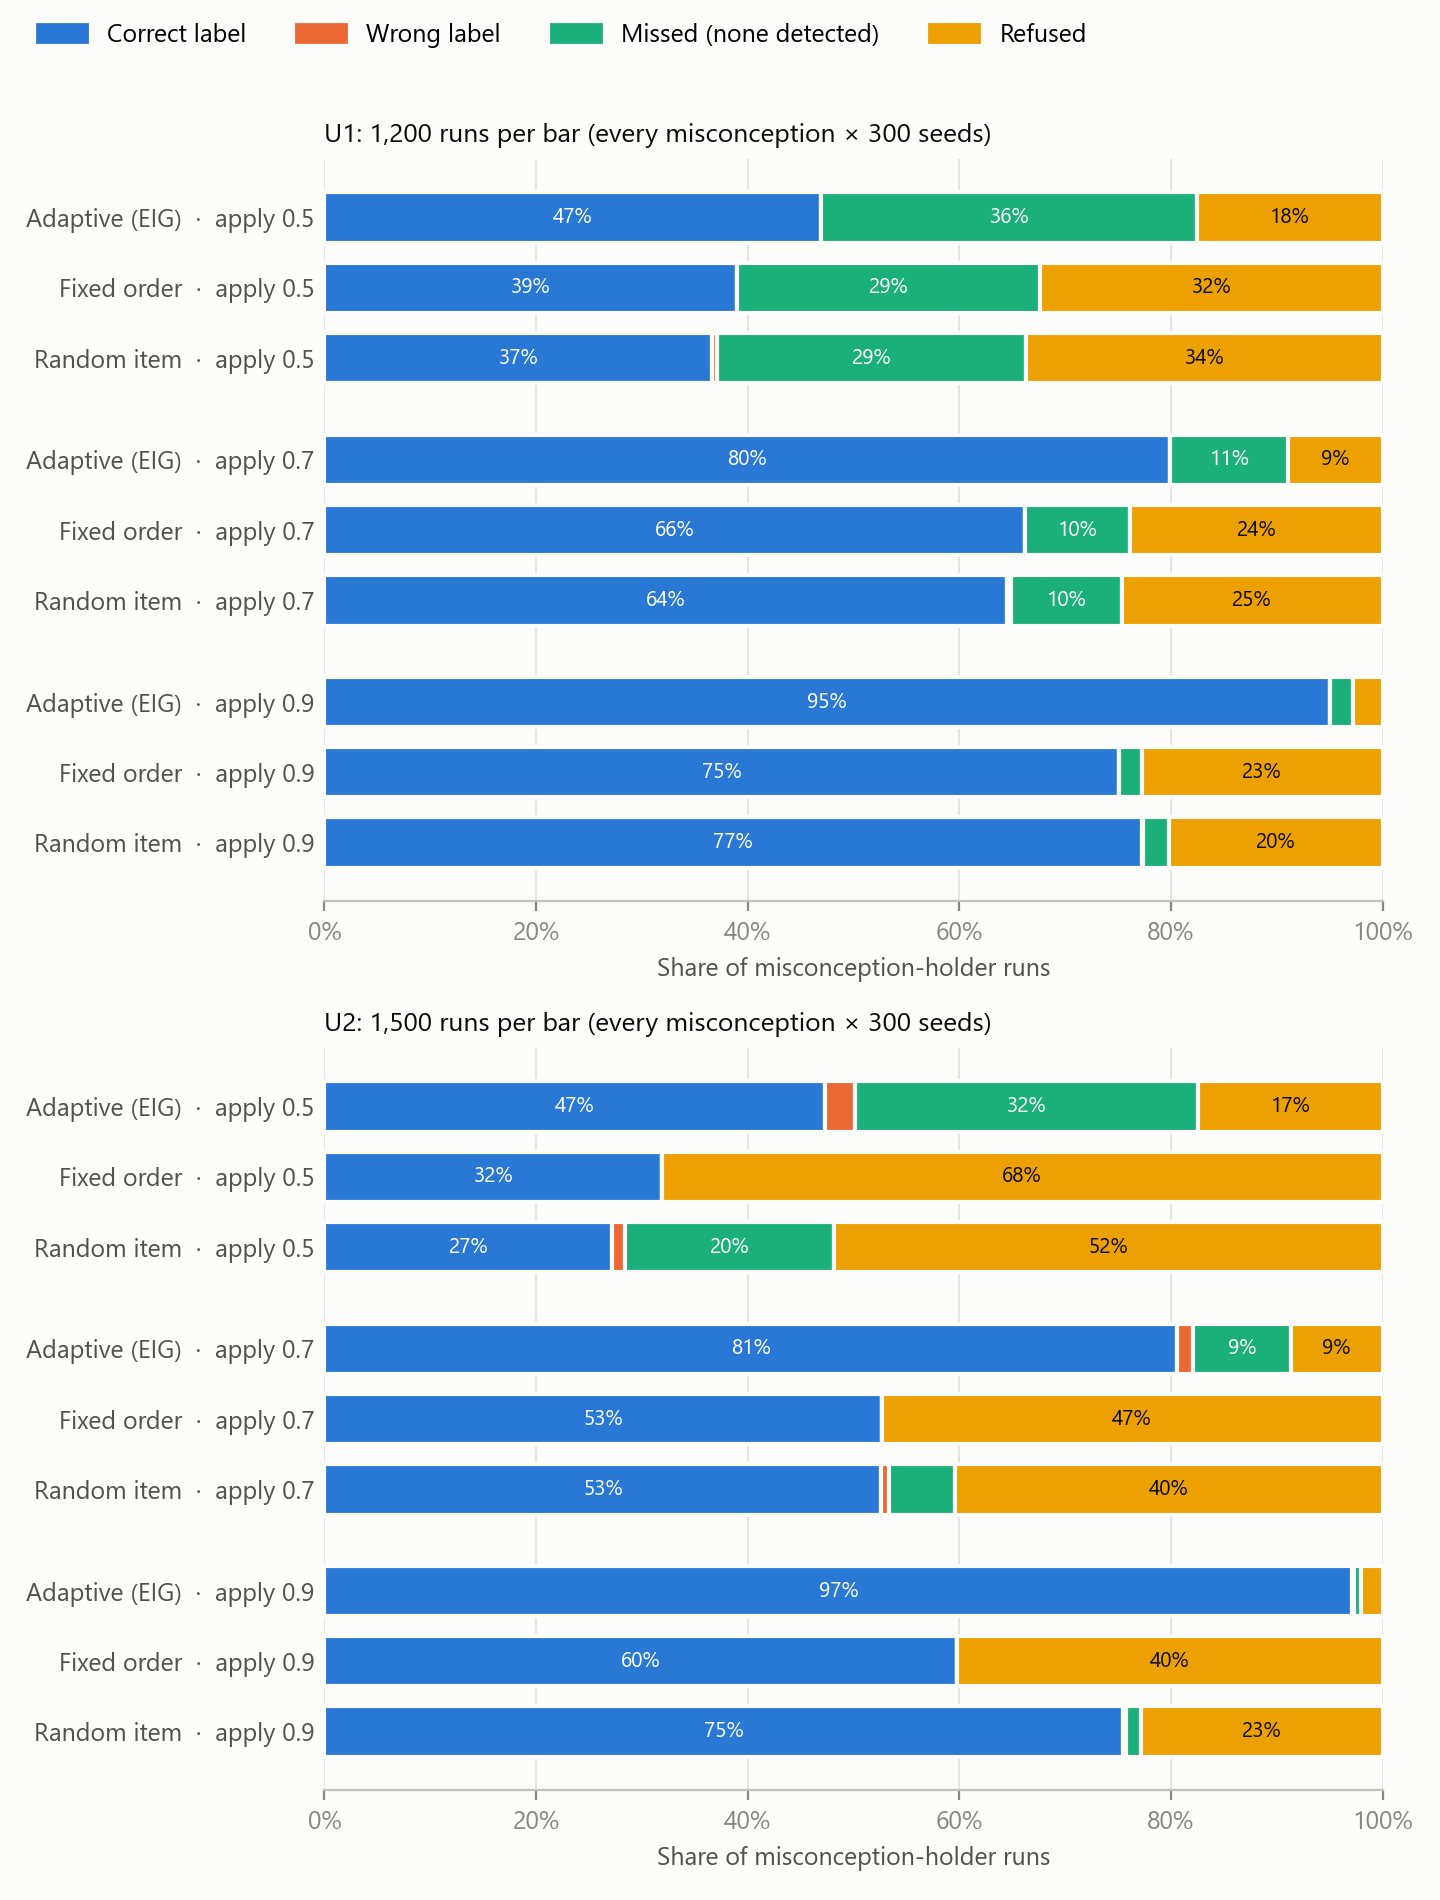 Correct label Wrong label Missed (none detected) Refused
U1: 1,200 runs per bar (every misconception × 300 seeds)
Adaptive (EIG) · apply 0.5 47% 36% 18%
Fixed order · apply 0.5 39% 29% 32%
Random item · apply 0.5 37% 29% 34%
Adaptive (EIG) · apply 0.7 80% 11% 9%
Fixed order · apply 0.7 66% 10% 24%
Random item · apply 0.7 64% 10% 25%
Adaptive (EIG) · apply 0.9 95%
Fixed order · apply 0.9 75% 23%
Random item · apply 0.9 77% 20%
0% 20% 40% 60% 80% 100%
Share of misconception-holder runs
U2: 1,500 runs per bar (every misconception × 300 seeds)
Adaptive (EIG) · apply 0.5 47% 32% 17%
Fixed order · apply 0.5 32% 68%
Random item · apply 0.5 27% 20% 52%
Adaptive (EIG) · apply 0.7 81% 9% 9%
Fixed order · apply 0.7 53% 47%
Random item · apply 0.7 53% 40%
Adaptive (EIG) · apply 0.9 97%
Fixed order · apply 0.9 60% 40%
Random item · apply 0.9 75% 23%
0% 20% 40% 60% 80% 100%
Share of misconception-holder runs